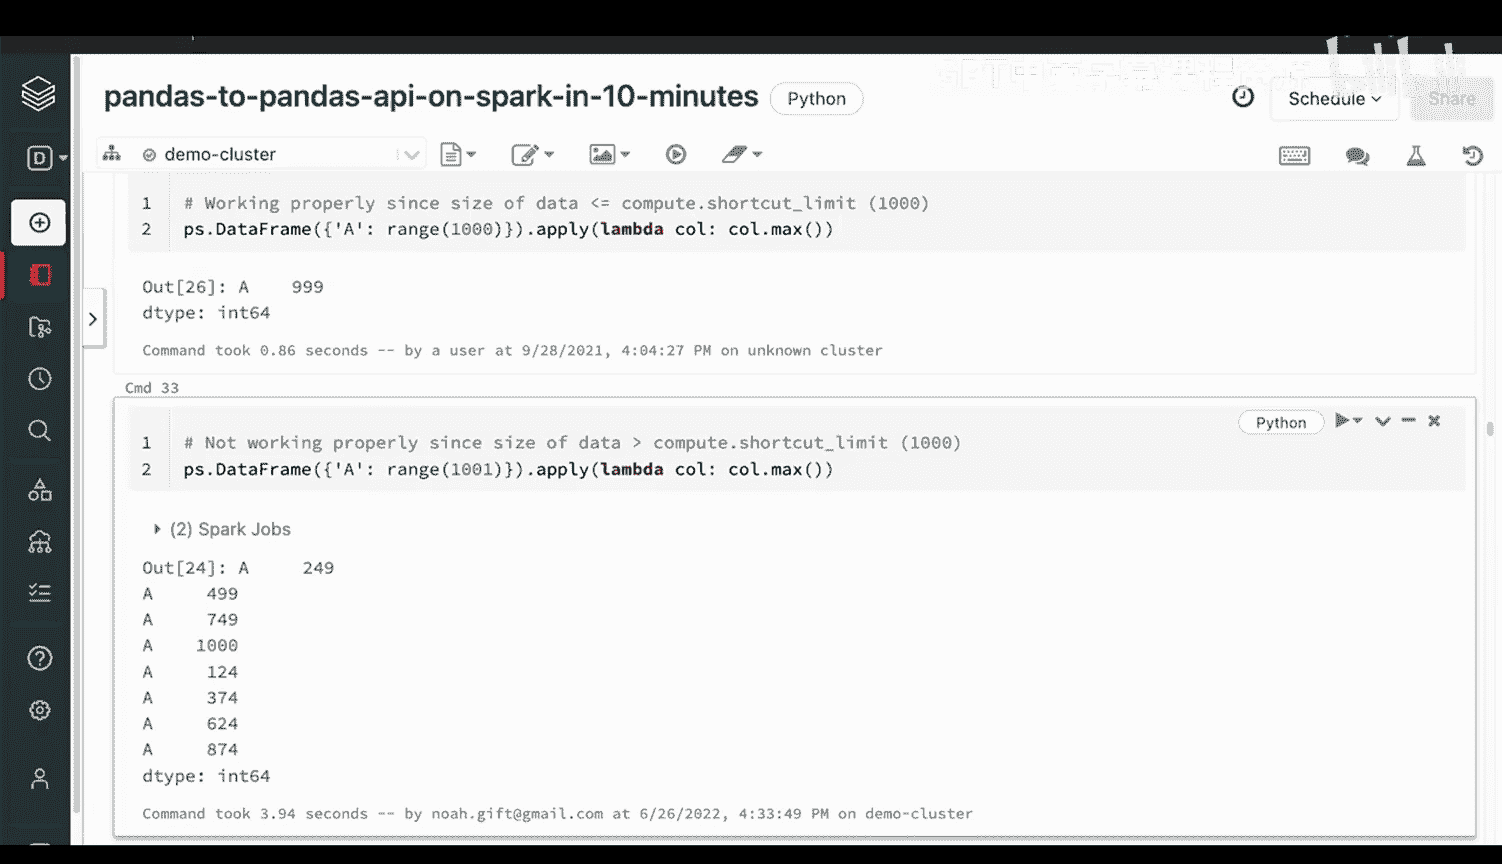 pandas-to-pandas-api-on-spark-in-10-minutes Python Schedule Share
D
demo-cluster
1 # Working properly since size of data <= compute.shortcut_limit (1000)
2 ps.DataFrame({'A': range(1000)}).apply(lambda col: col.max())
Out[26]: A    999
dtype: int64
Command took 0.86 seconds -- by a user at 9/28/2021, 4:04:27 PM on unknown cluster
Cmd 33
Python
1 # Not working properly since size of data > compute.shortcut_limit (1000)
2 ps.DataFrame({'A': range(1001)}).apply(lambda col: col.max())
(2) Spark Jobs
Out[24]: A     249
A     499
A     749
A    1000
A     124
A     374
A     624
A     874
dtype: int64
Command took 3.94 seconds -- by noah.gift@gmail.com at 6/26/2022, 4:33:49 PM on demo-cluster